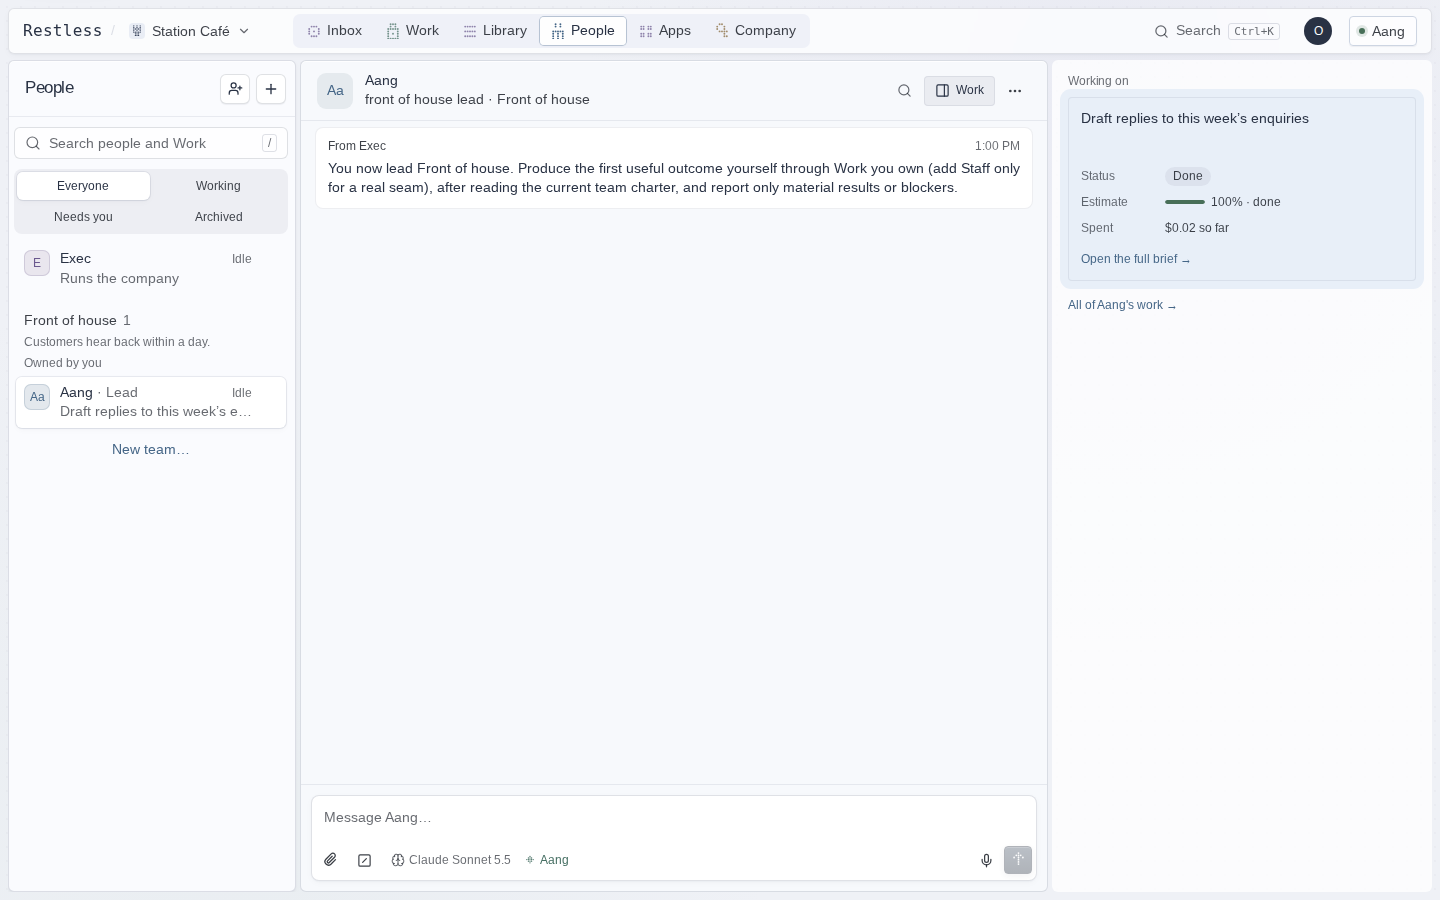 Restless / Station Café
Inbox
Work
Library
People
Apps
Company
Search Ctrl+K
O
Aang
People
Search people and Work /
Everyone
Working
Needs you
Archived
E
Exec
Idle
Runs the company
Front of house 1
Customers hear back within a day.
Owned by you
Aa
Aang · Lead
Idle
Draft replies to this week’s e…
New team…
Aa
Aang
front of house lead · Front of house
Work
From Exec
1:00 PM
You now lead Front of house. Produce the first useful outcome yourself through Work you own (add Staff only
for a real seam), after reading the current team charter, and report only material results or blockers.
Message Aang…
Claude Sonnet 5.5
Aang
Working on
Draft replies to this week’s enquiries
Status Done
Estimate 100% · done
Spent $0.02 so far
Open the full brief →
All of Aang's work →